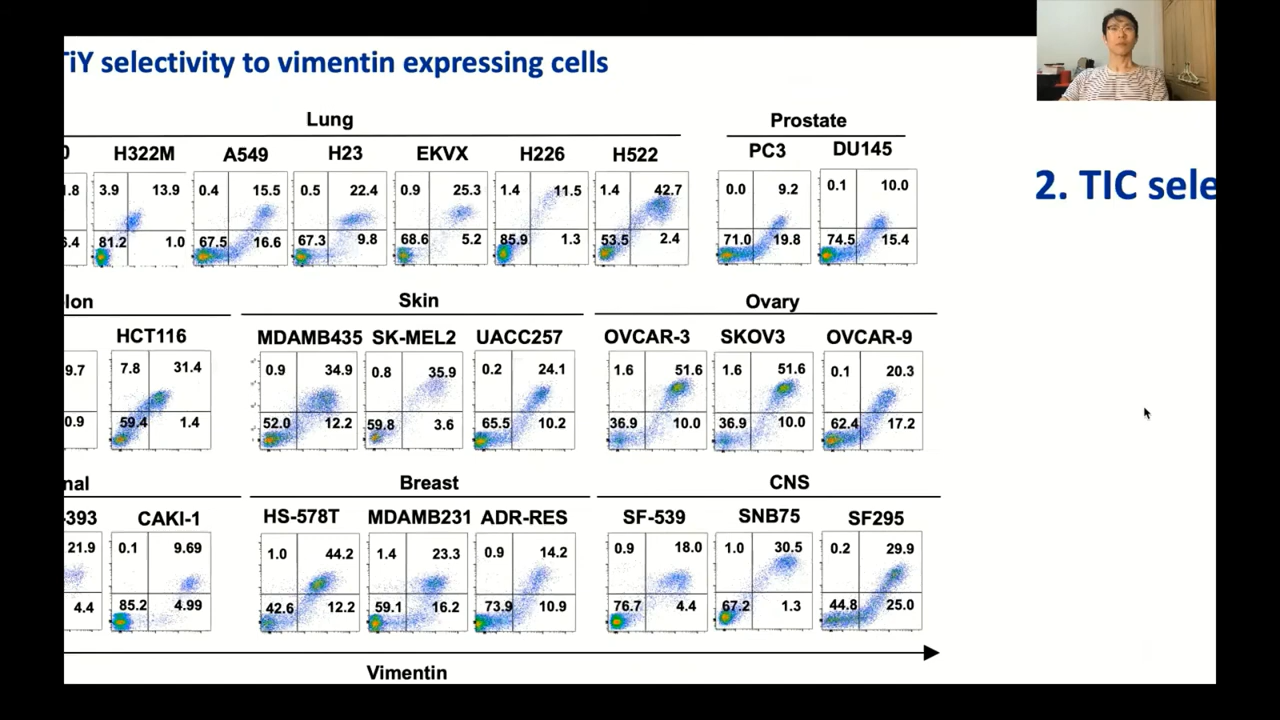 TiY selectivity to vimentin expressing cells
2. TIC sele
Lung Prostate
0 H322M A549 H23 EKVX H226 H522 PC3 DU145
1.8 3.9 13.9 0.4 15.5 0.5 22.4 0.9 25.3 1.4 11.5 1.4 42.7 0.0 9.2 0.1 10.0
6.4 81.2 1.0 67.5 16.6 67.3 9.8 68.6 5.2 85.9 1.3 53.5 2.4 71.0 19.8 74.5 15.4
lon Skin Ovary
HCT116 MDAMB435 SK-MEL2 UACC257 OVCAR-3 SKOV3 OVCAR-9
9.7 7.8 31.4 0.9 34.9 0.8 35.9 0.2 24.1 1.6 51.6 1.6 51.6 0.1 20.3
0.9 59.4 1.4 52.0 12.2 59.8 3.6 65.5 10.2 36.9 10.0 36.9 10.0 62.4 17.2
nal Breast CNS
-393 CAKI-1 HS-578T MDAMB231 ADR-RES SF-539 SNB75 SF295
21.9 0.1 9.69 1.0 44.2 1.4 23.3 0.9 14.2 0.9 18.0 1.0 30.5 0.2 29.9
4.4 85.2 4.99 42.6 12.2 59.1 16.2 73.9 10.9 76.7 4.4 67.2 1.3 44.8 25.0
Vimentin